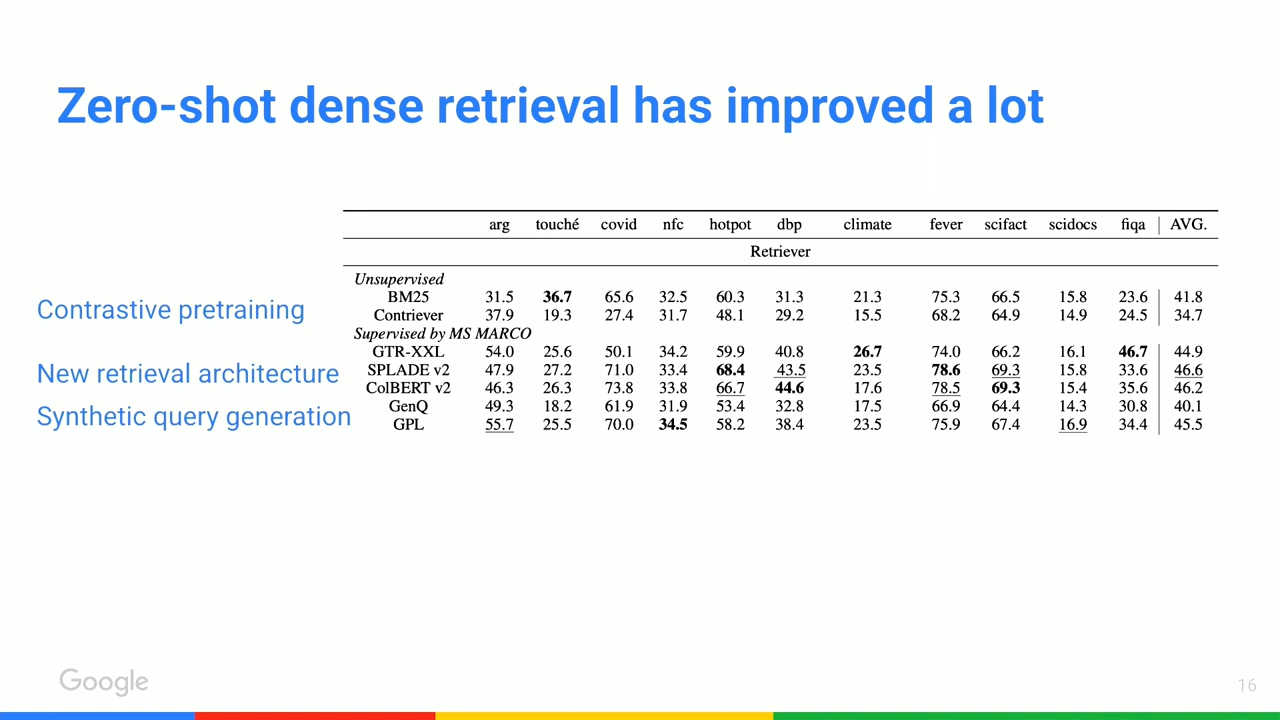 Zero-shot dense retrieval has improved a lot
arg touché covid nfc hotpot dbp climate fever scifact scidocs fiqa AVG.
Retriever
Unsupervised
BM25 31.5 36.7 65.6 32.5 60.3 31.3 21.3 75.3 66.5 15.8 23.6 41.8
Contrastive pretraining
Contriever 37.9 19.3 27.4 31.7 48.1 29.2 15.5 68.2 64.9 14.9 24.5 34.7
Supervised by MS MARCO
GTR-XXL 54.0 25.6 50.1 34.2 59.9 40.8 26.7 74.0 66.2 16.1 46.7 44.9
New retrieval architecture
SPLADE v2 47.9 27.2 71.0 33.4 68.4 43.5 23.5 78.6 69.3 15.8 33.6 46.6
ColBERT v2 46.3 26.3 73.8 33.8 66.7 44.6 17.6 78.5 69.3 15.4 35.6 46.2
Synthetic query generation
GenQ 49.3 18.2 61.9 31.9 53.4 32.8 17.5 66.9 64.4 14.3 30.8 40.1
GPL 55.7 25.5 70.0 34.5 58.2 38.4 23.5 75.9 67.4 16.9 34.4 45.5
Google
16